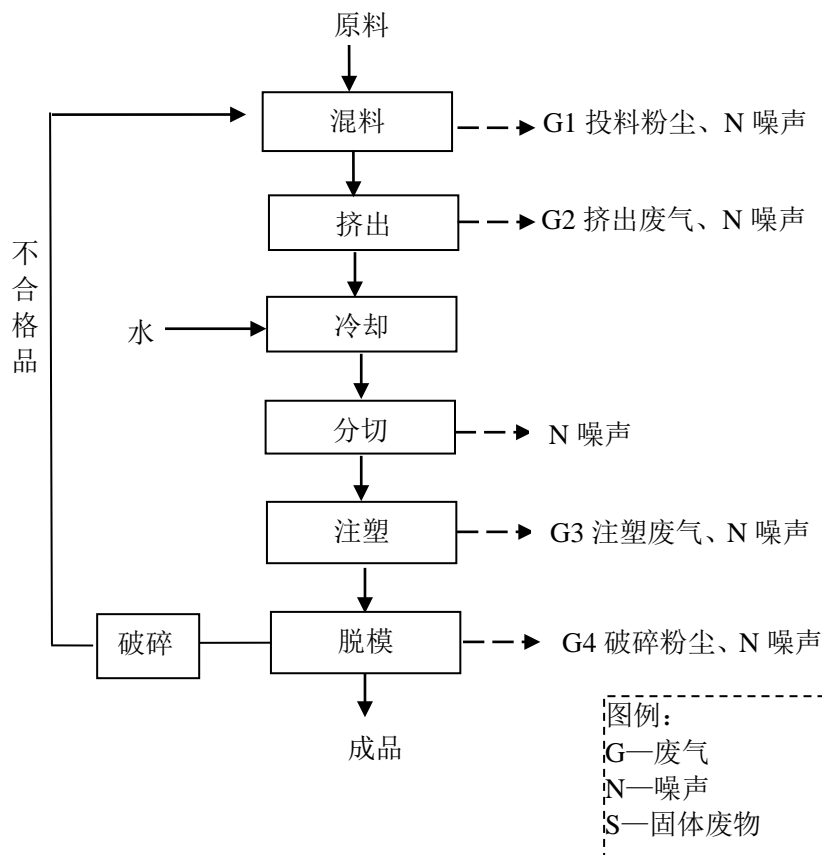 原料
混料
G1 投料粉尘、N 噪声
挤出
G2 挤出废气、N 噪声
不合格品
水
冷却
分切
N 噪声
注塑
G3 注塑废气、N 噪声
破碎
脱模
G4 破碎粉尘、N 噪声
成品
图例：
G—废气
N—噪声
S—固体废物